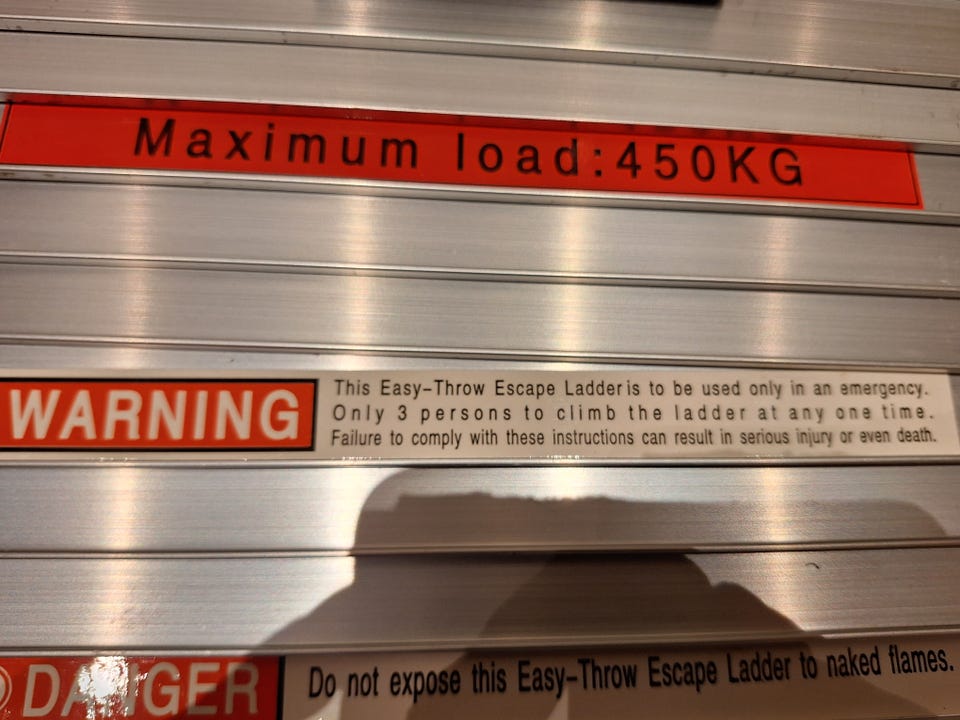 Maximum load:450KG
WARNING
This Easy-Throw Escape Ladder is to be used only in an emergency.
Only 3 persons to climb the ladder at any one time.
Failure to comply with these instructions can result in serious injury or even death.
DANGER
Do not expose this Easy-Throw Escape Ladder to naked flames.